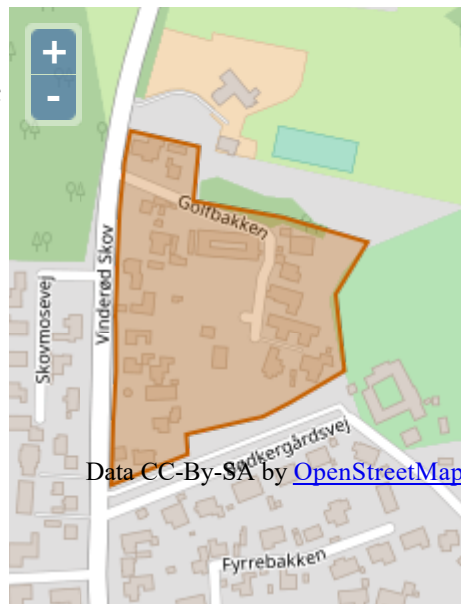 +
-
Golfbakken
Vinderød Skov
Skovmosevej
Data CC-By-SA by OpenStreetMap
Fyrrebakken